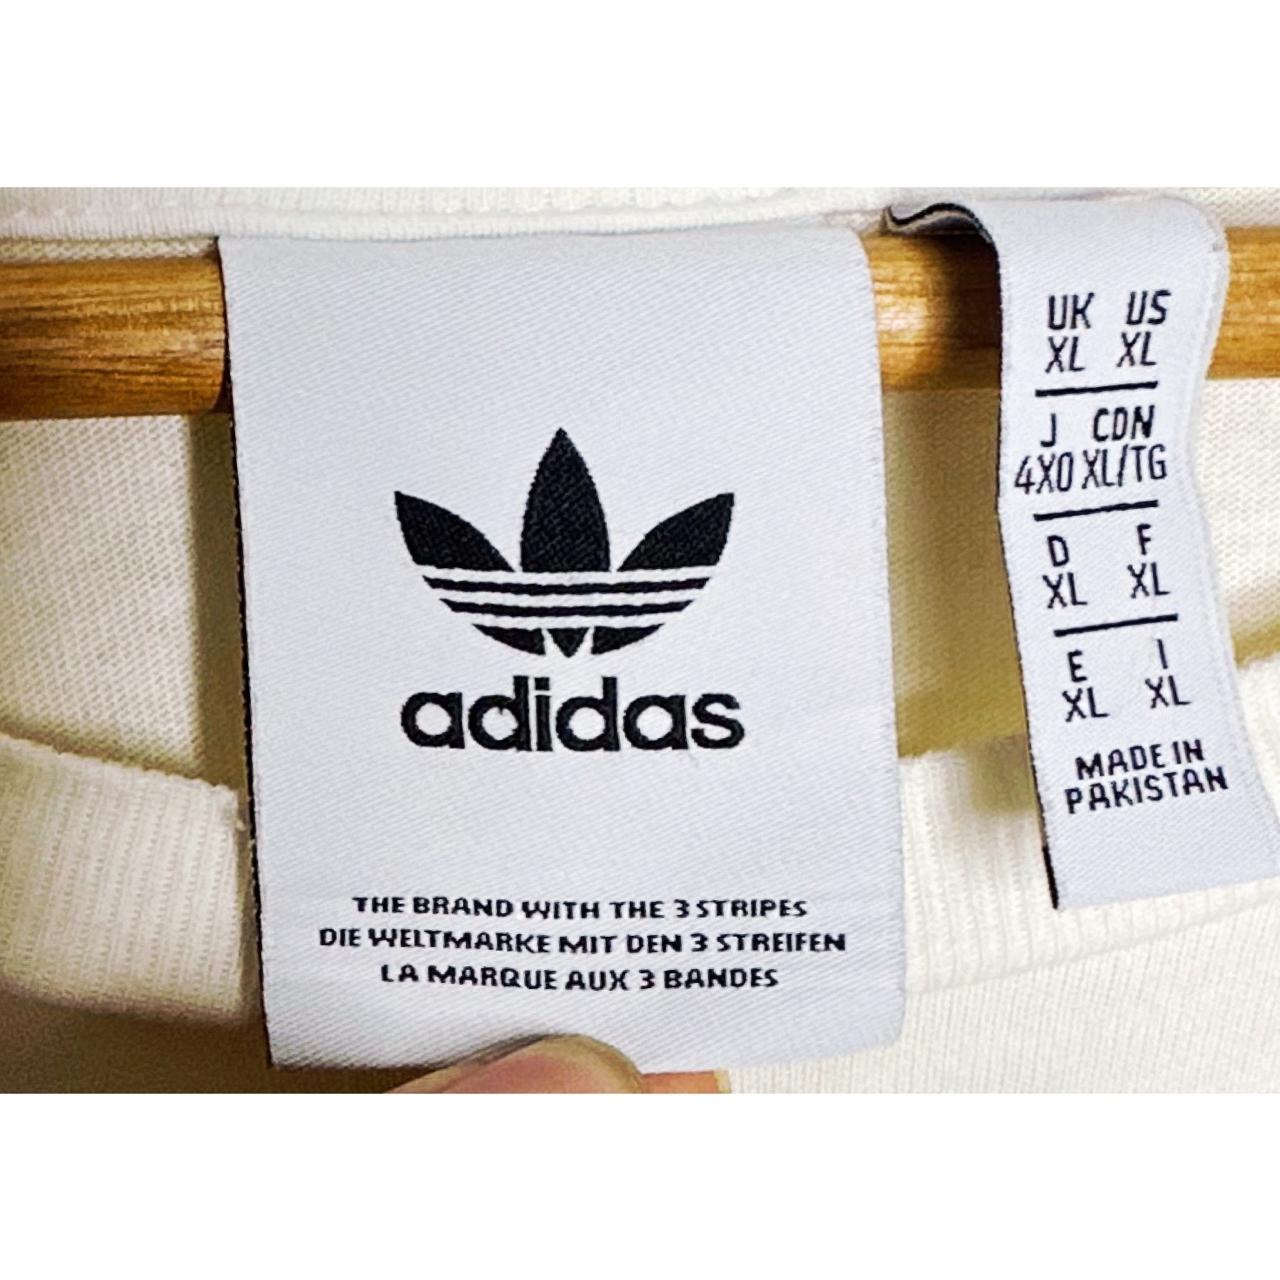 adidas
THE BRAND WITH THE 3 STRIPES
DIE WELTMARKE MIT DEN 3 STREIFEN
LA MARQUE AUX 3 BANDES
UK US
XL XL
J CDN
4XO XL/TG
D F
XL XL
E I
XL XL
MADE IN
PAKISTAN